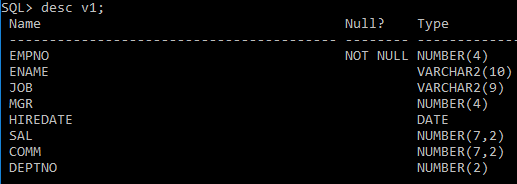 SQL> desc v1;
Name Null? Type
----------------------------------------- -------- ------------
EMPNO NOT NULL NUMBER(4)
ENAME VARCHAR2(10)
JOB VARCHAR2(9)
MGR NUMBER(4)
HIREDATE DATE
SAL NUMBER(7,2)
COMM NUMBER(7,2)
DEPTNO NUMBER(2)